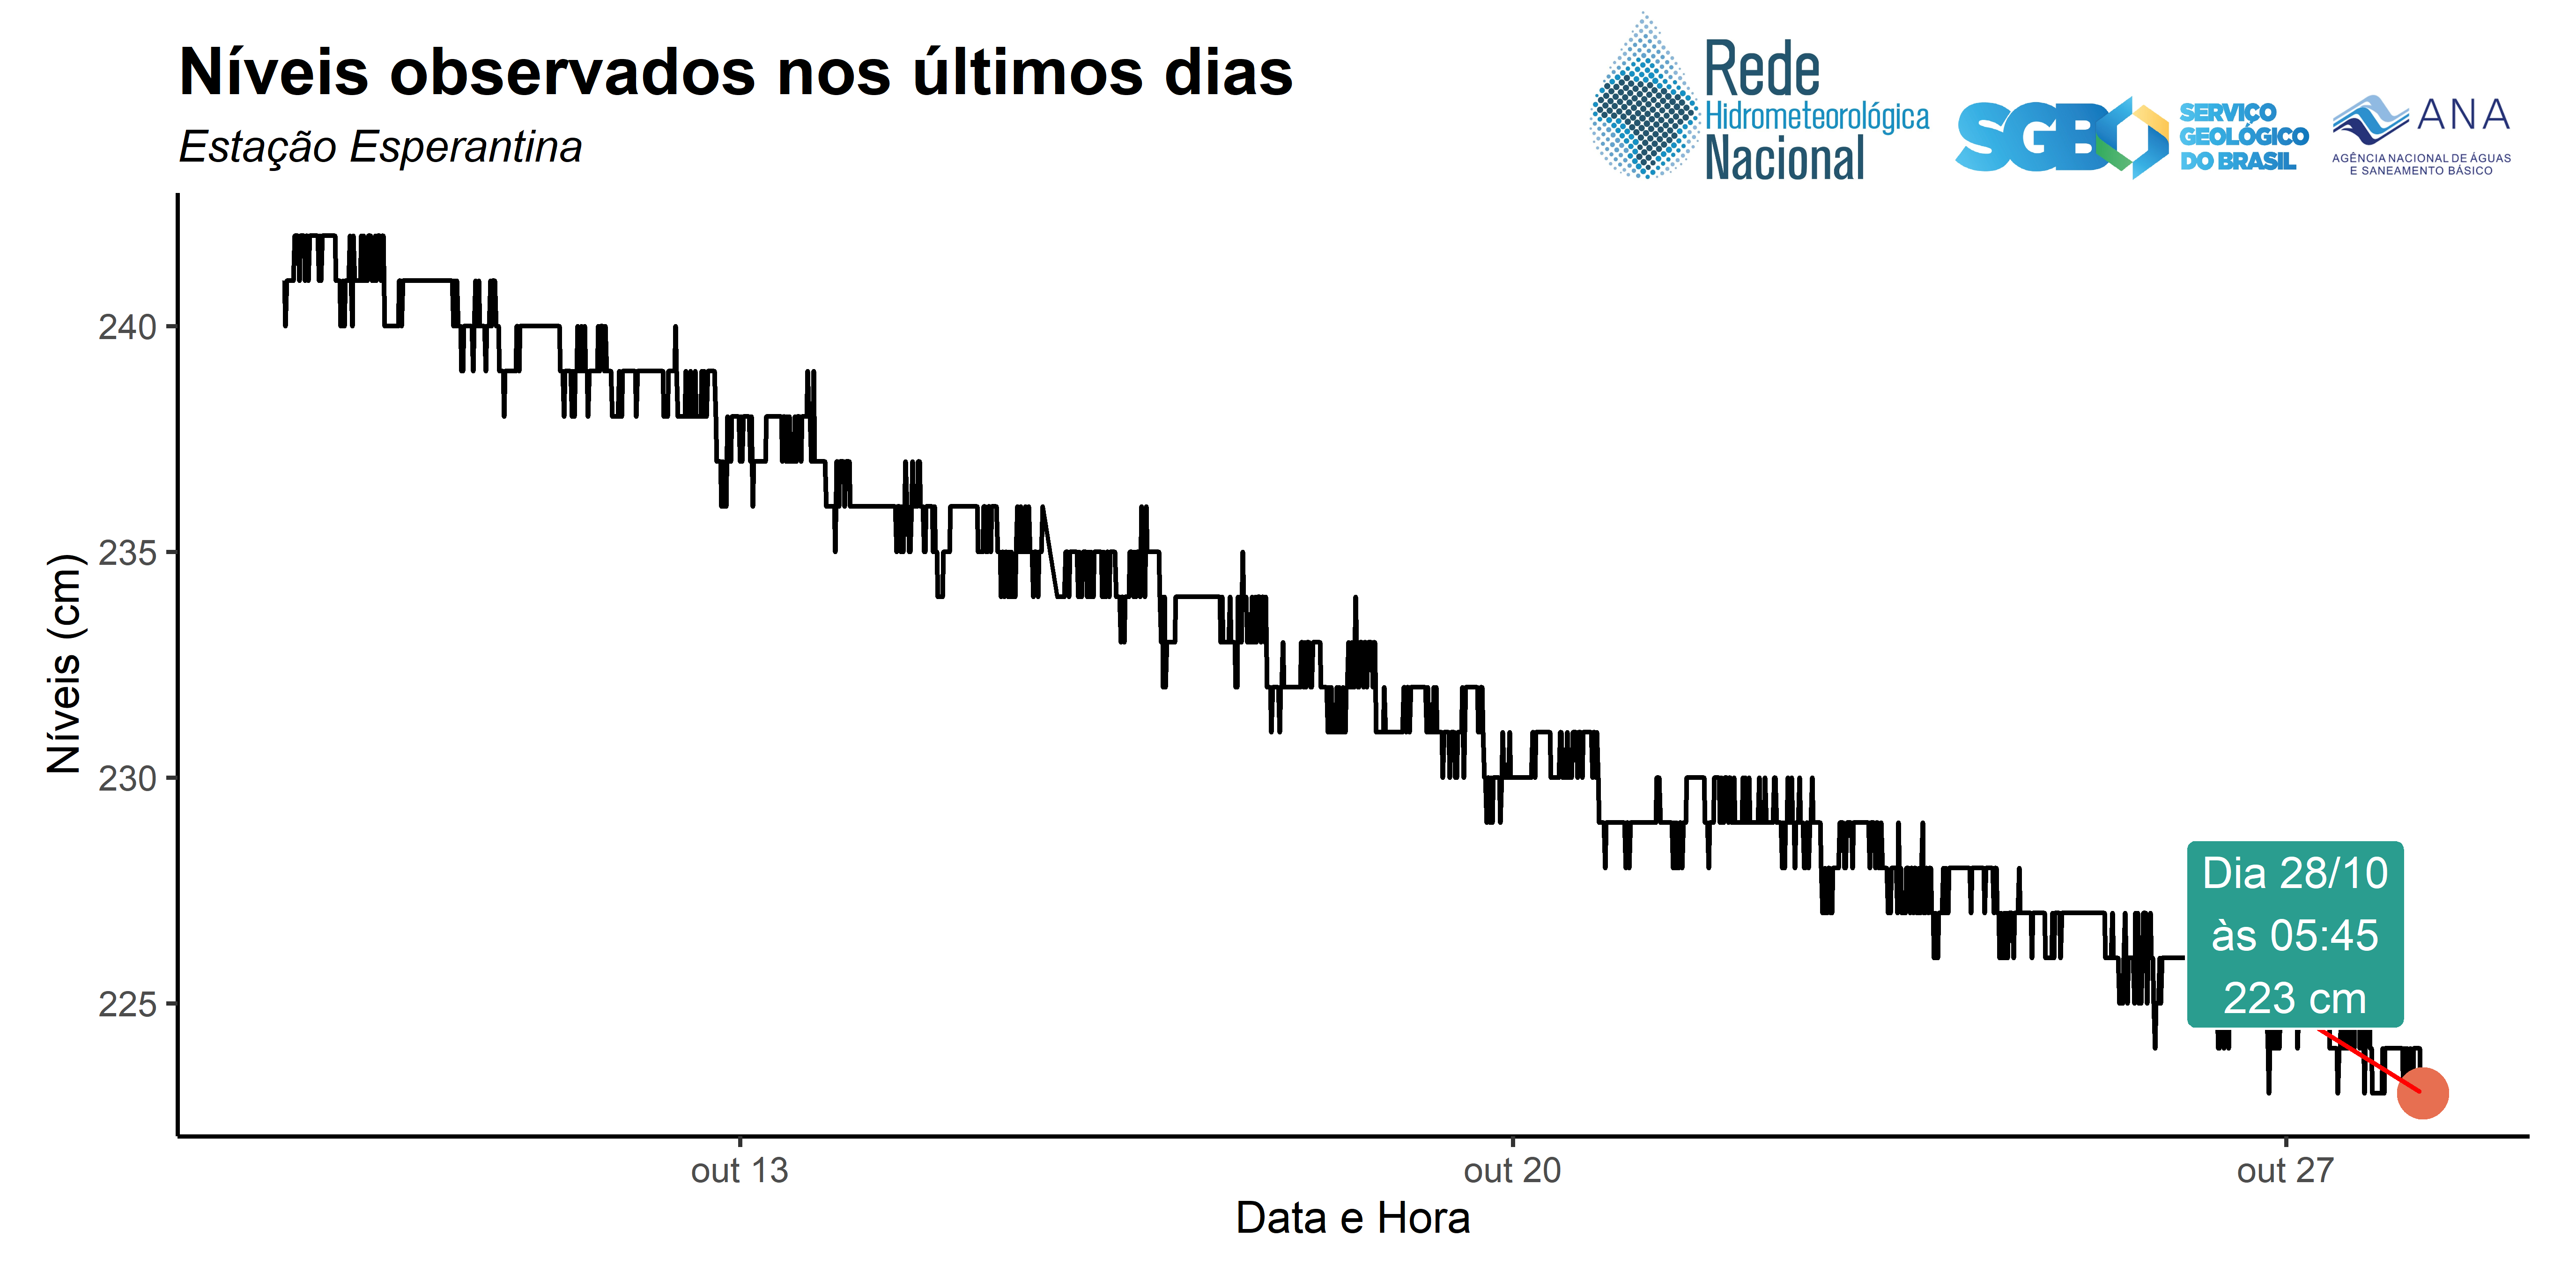 Níveis observados nos últimos dias
Estação Esperantina
Rede
Hidrometeorológica
Nacional
SGB
SERVIÇO
GEOLÓGICO
DO BRASIL
ANA
AGÊNCIA NACIONAL DE ÁGUAS
E SANEAMENTO BÁSICO
Níveis (cm)
240
235
230
225
Dia 28/10
às 05:45
223 cm
out 13
out 20
out 27
Data e Hora